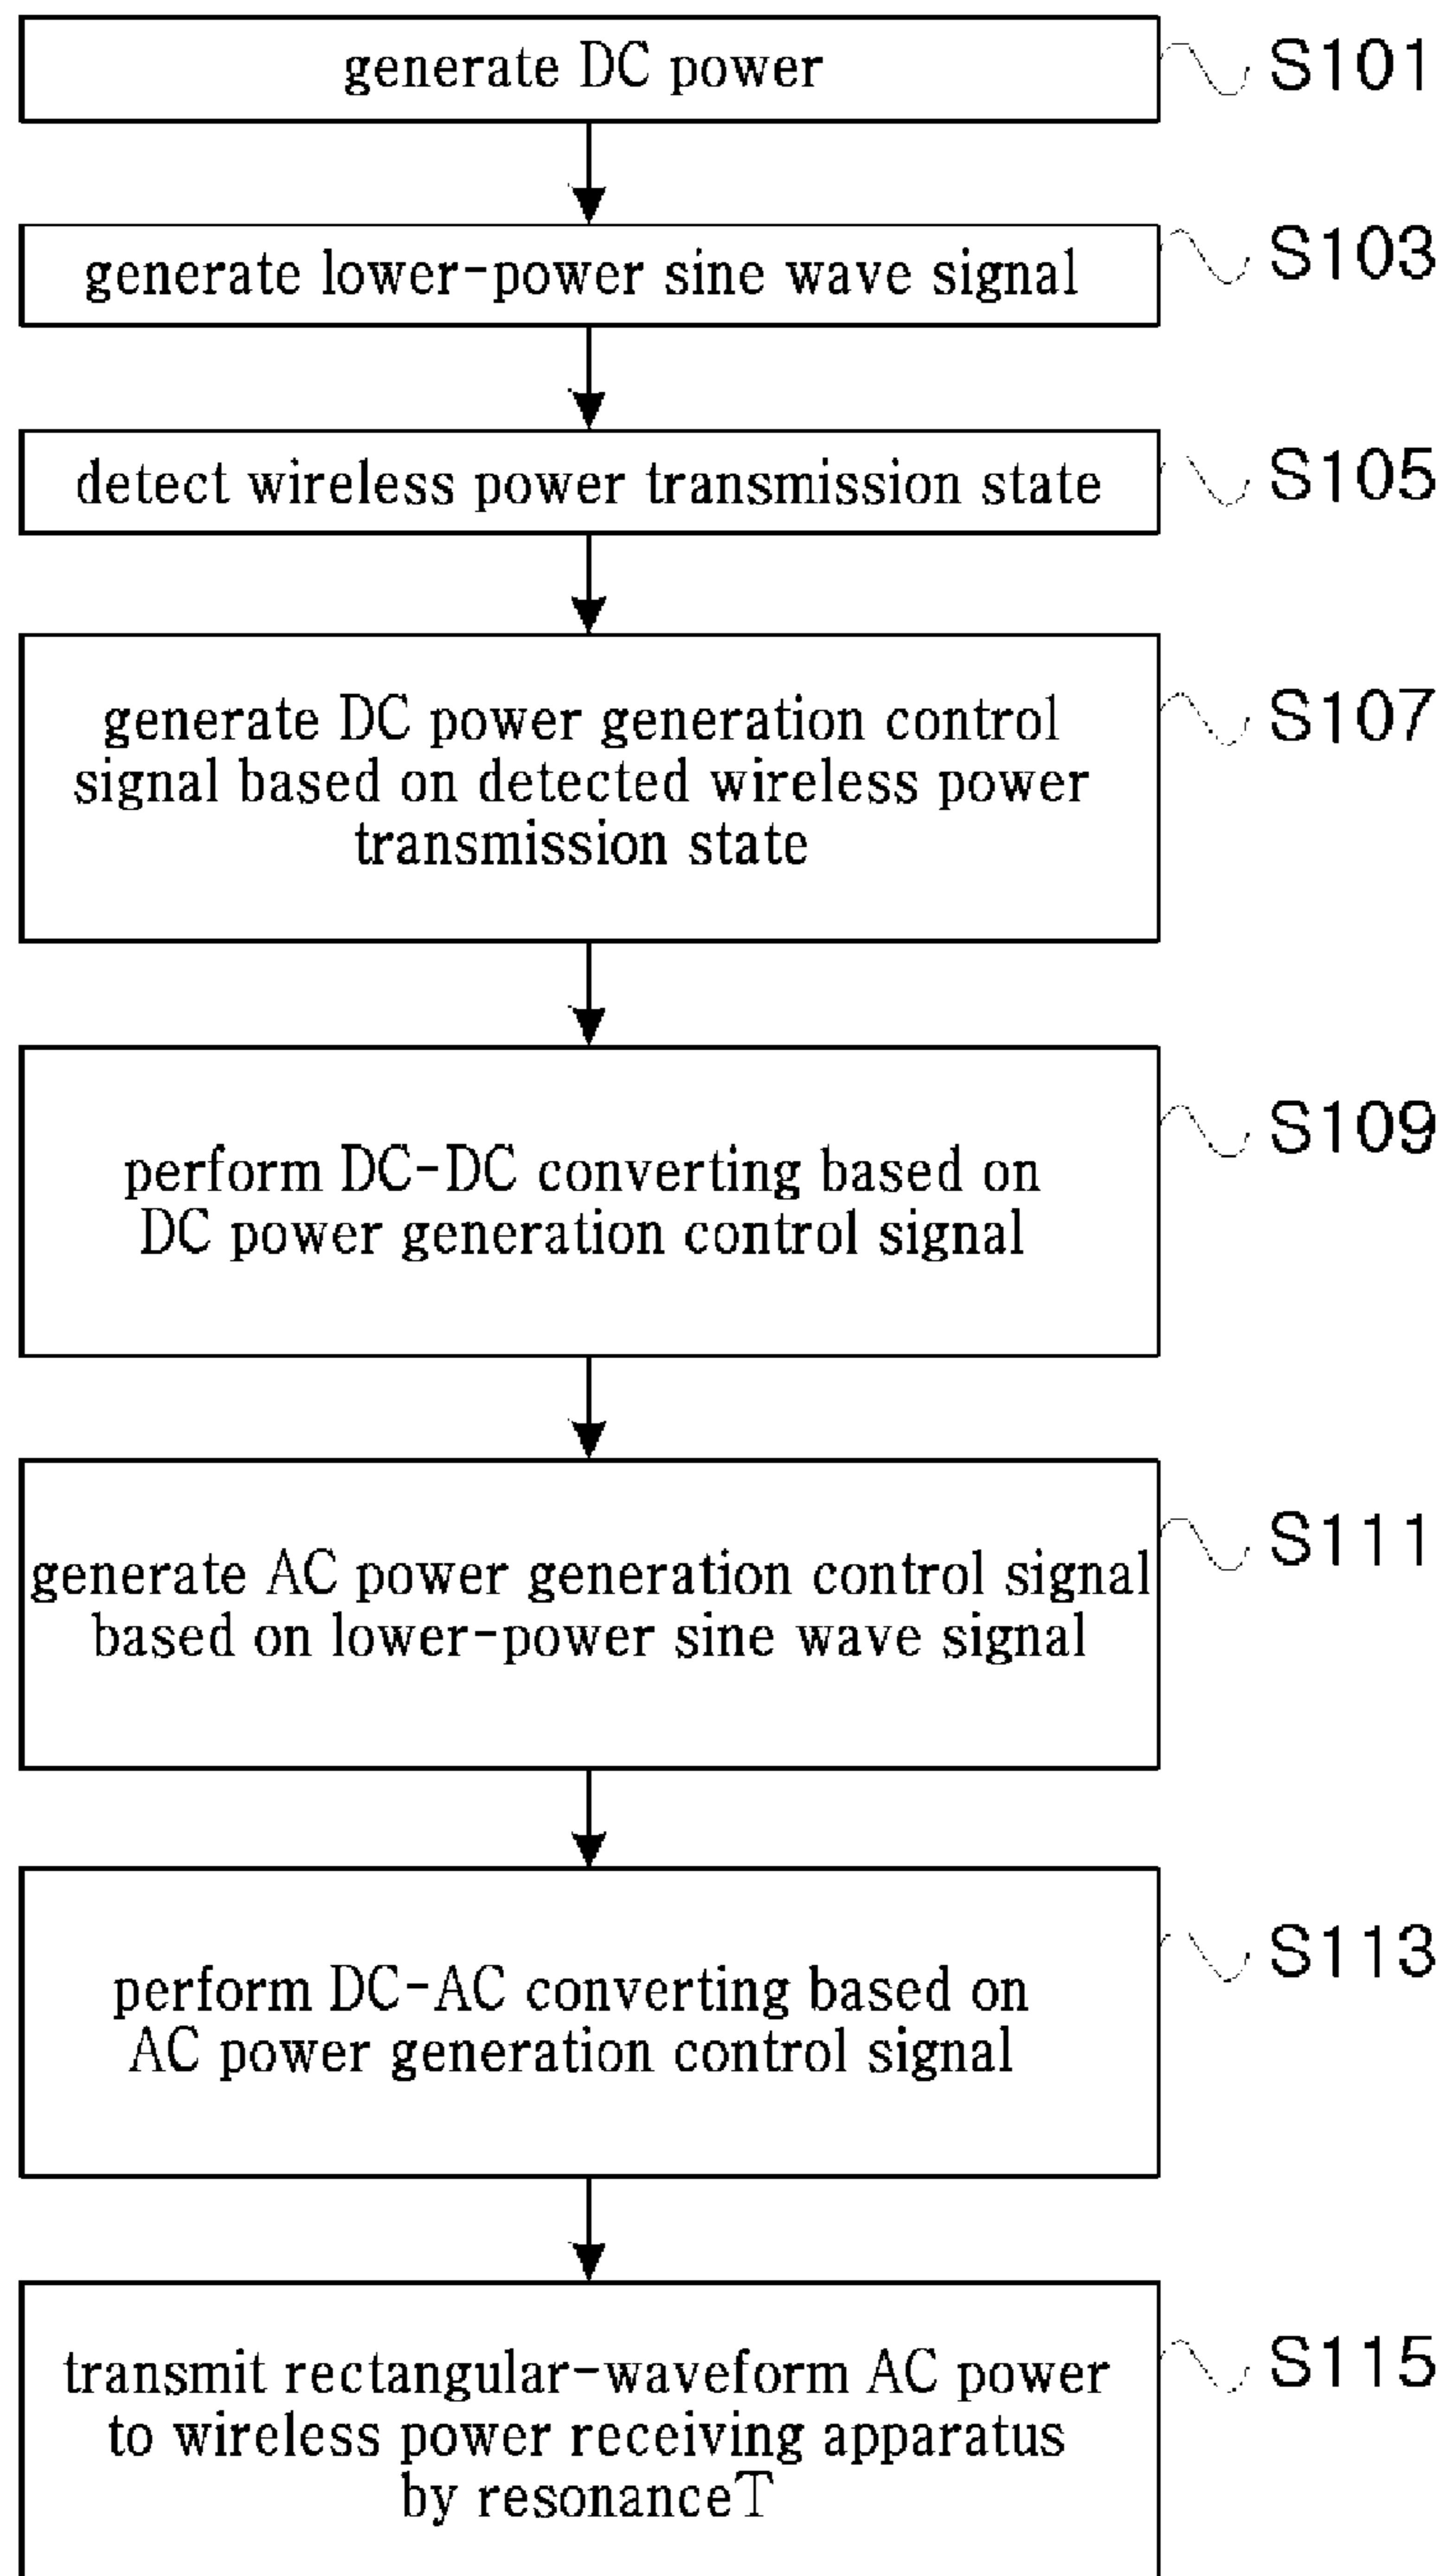 generate DC power
S101
generate lower-power sine wave signal
S103
detect wireless power transmission state
S105
generate DC power generation control
signal based on detected wireless power
transmission state
S107
perform DC-DC converting based on
DC power generation control signal
S109
generate AC power generation control signal
based on lower-power sine wave signal
S111
perform DC-AC converting based on
AC power generation control signal
S113
transmit rectangular-waveform AC power
to wireless power receiving apparatus
by resonanceT
S115